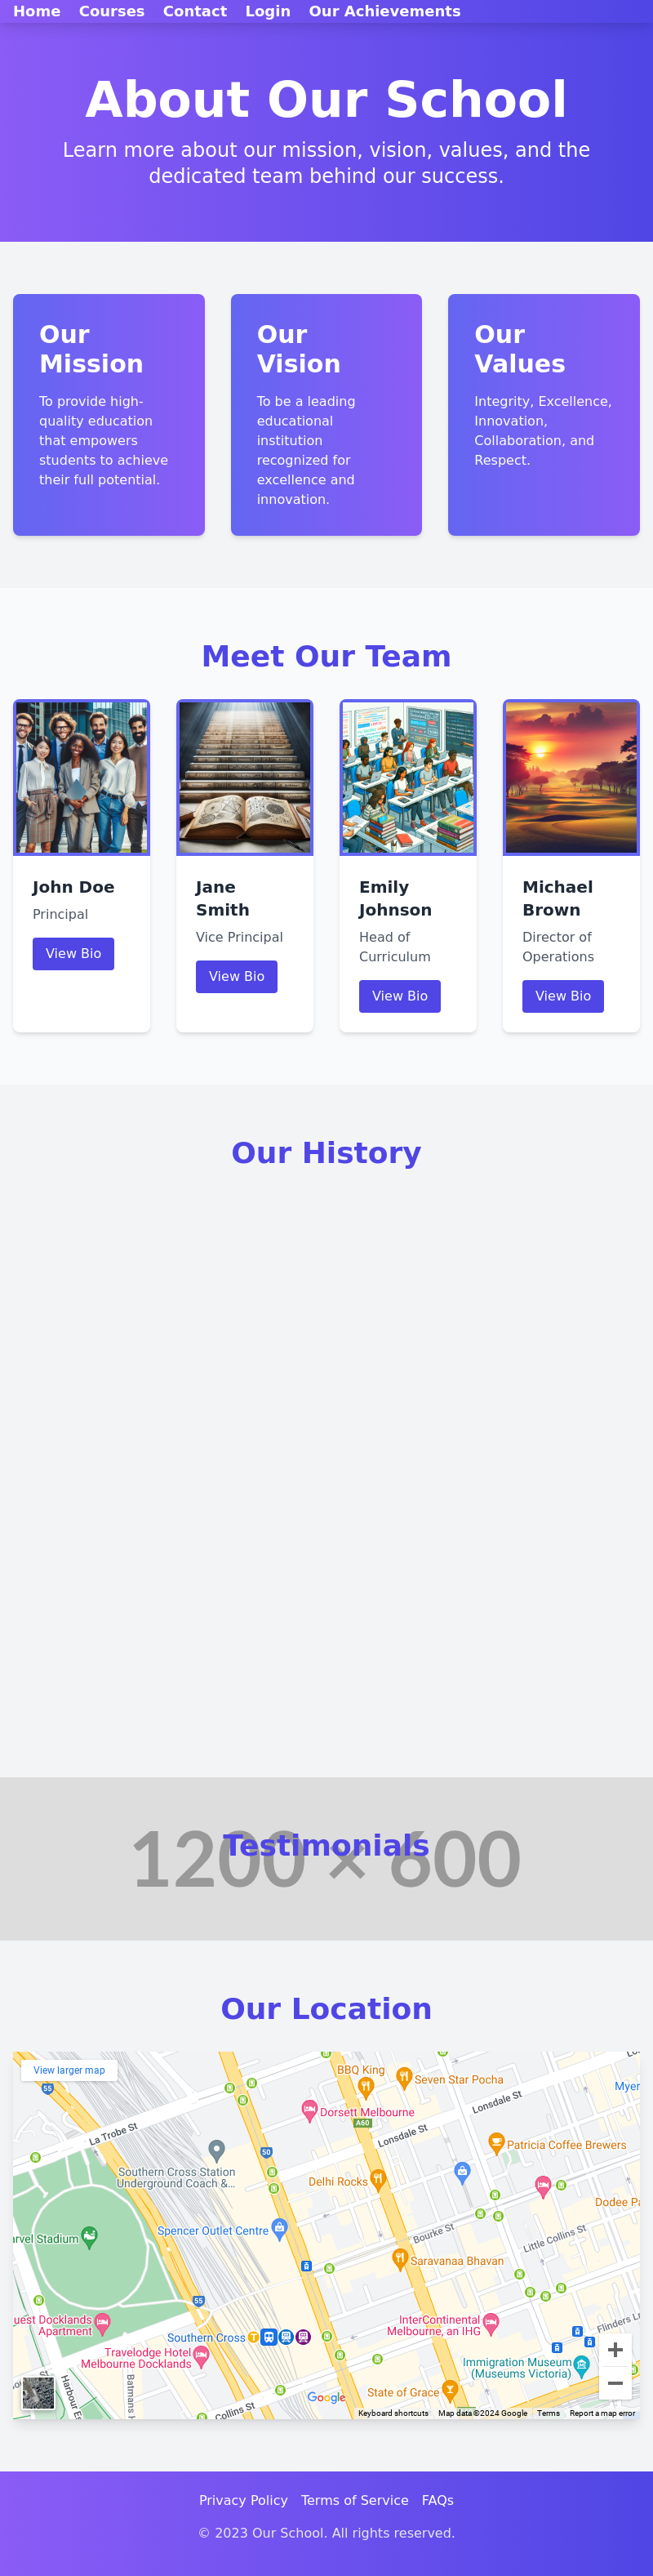 Home Courses Contact Login Our Achievements
About Our School
Learn more about our mission, vision, values, and the
dedicated team behind our success.
Our
Mission
To provide high-
quality education
that empowers
students to achieve
their full potential.
Our
Vision
To be a leading
educational
institution
recognized for
excellence and
innovation.
Our
Values
Integrity, Excellence,
Innovation,
Collaboration, and
Respect.
Meet Our Team
John Doe
Principal
View Bio
Jane
Smith
Vice Principal
View Bio
Emily
Johnson
Head of
Curriculum
View Bio
Michael
Brown
Director of
Operations
View Bio
Our History
1200 × 600
Testimonials
Our Location
View larger map
55
BBQ King
Seven Star Pocha
Myer
Lonsdale St
Dorsett Melbourne
A60
La Trobe St
Lonsdale St
50
Patricia Coffee Brewers
Southern Cross Station
Underground Coach &...
Delhi Rocks
Dodee Pa
Spencer Outlet Centre
Bourke St
Little Collins St
arvel Stadium
Saravanaa Bhavan
55
uest Docklands
Apartment
InterContinental
Melbourne, an IHG
Flinders Ln
Southern Cross
Travelodge Hotel
Melbourne Docklands
Immigration Museum
(Museums Victoria)
Harbour Es
Batmans H
State of Grace
Collins St
Google
Keyboard shortcuts Map data ©2024 Google Terms Report a map error
Privacy Policy Terms of Service FAQs
© 2023 Our School. All rights reserved.